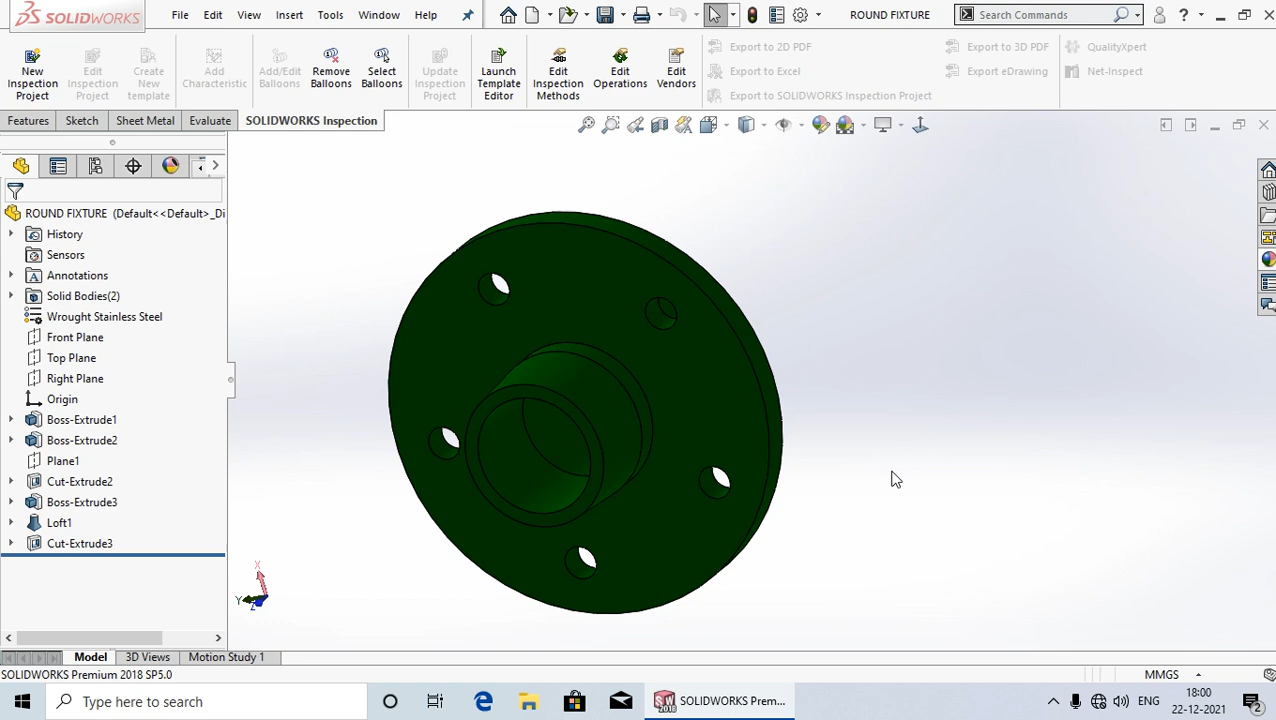 SOLIDWORKS File Edit View Insert Tools Window Help ROUND FIXTURE Search Commands ?
New Inspection Project
Edit Inspection Project
Create New template
Add Characteristic
Add/Edit Balloons
Remove Balloons
Select Balloons
Update Inspection Project
Launch Template Editor
Edit Inspection Methods
Edit Operations
Edit Vendors
Export to 2D PDF
Export to Excel
Export to SOLIDWORKS Inspection Project
Export to 3D PDF
Export eDrawing
QualityXpert
Net-Inspect
Features Sketch Sheet Metal Evaluate SOLIDWORKS Inspection
ROUND FIXTURE (Default<<Default>_Di
History
Sensors
Annotations
Solid Bodies(2)
Wrought Stainless Steel
Front Plane
Top Plane
Right Plane
Origin
Boss-Extrude1
Boss-Extrude2
Plane1
Cut-Extrude2
Boss-Extrude3
Loft1
Cut-Extrude3
X
Y
Z
Model 3D Views Motion Study 1
SOLIDWORKS Premium 2018 SP5.0 MMGS
Type here to search
SOLIDWORKS Prem...
2018
ENG
18:00
22-12-2021
2